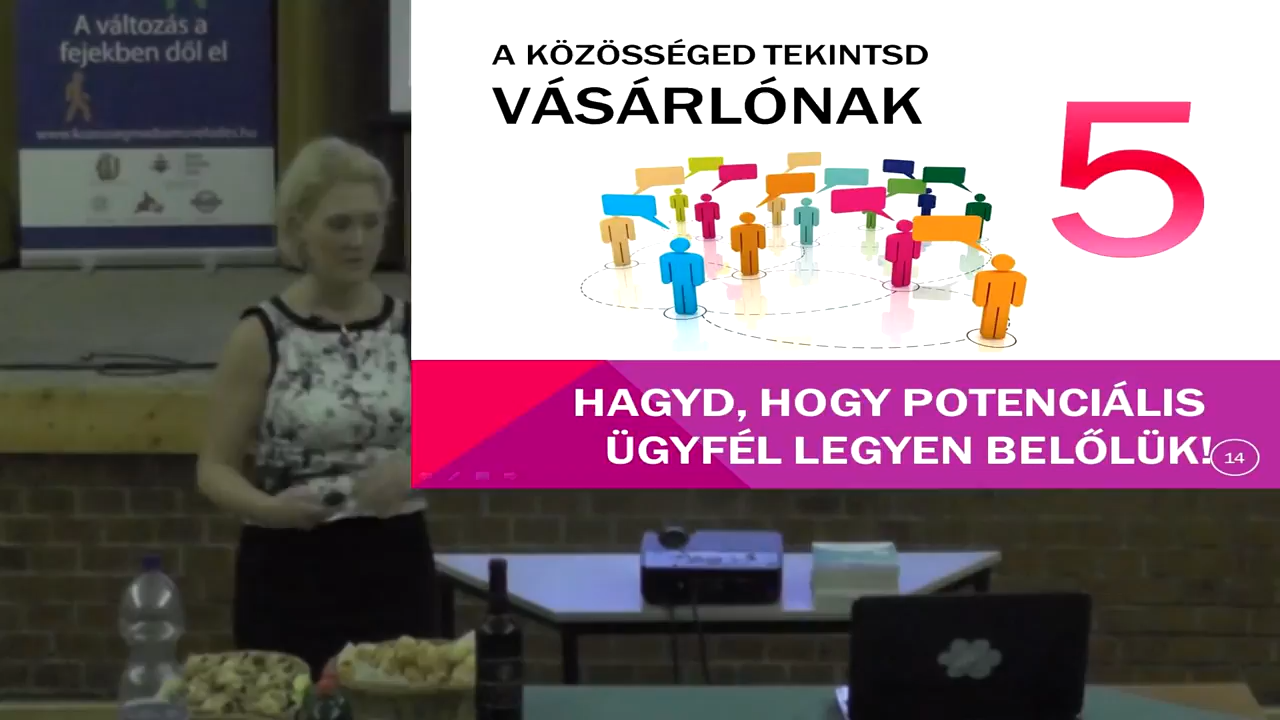 A változás a
fejekben dől el
A KÖZÖSSÉGED TEKINTSD
VÁSÁRLÓNAK
5
HAGYD, HOGY POTENCIÁLIS
ÜGYFÉL LEGYEN BELŐLÜK!
14